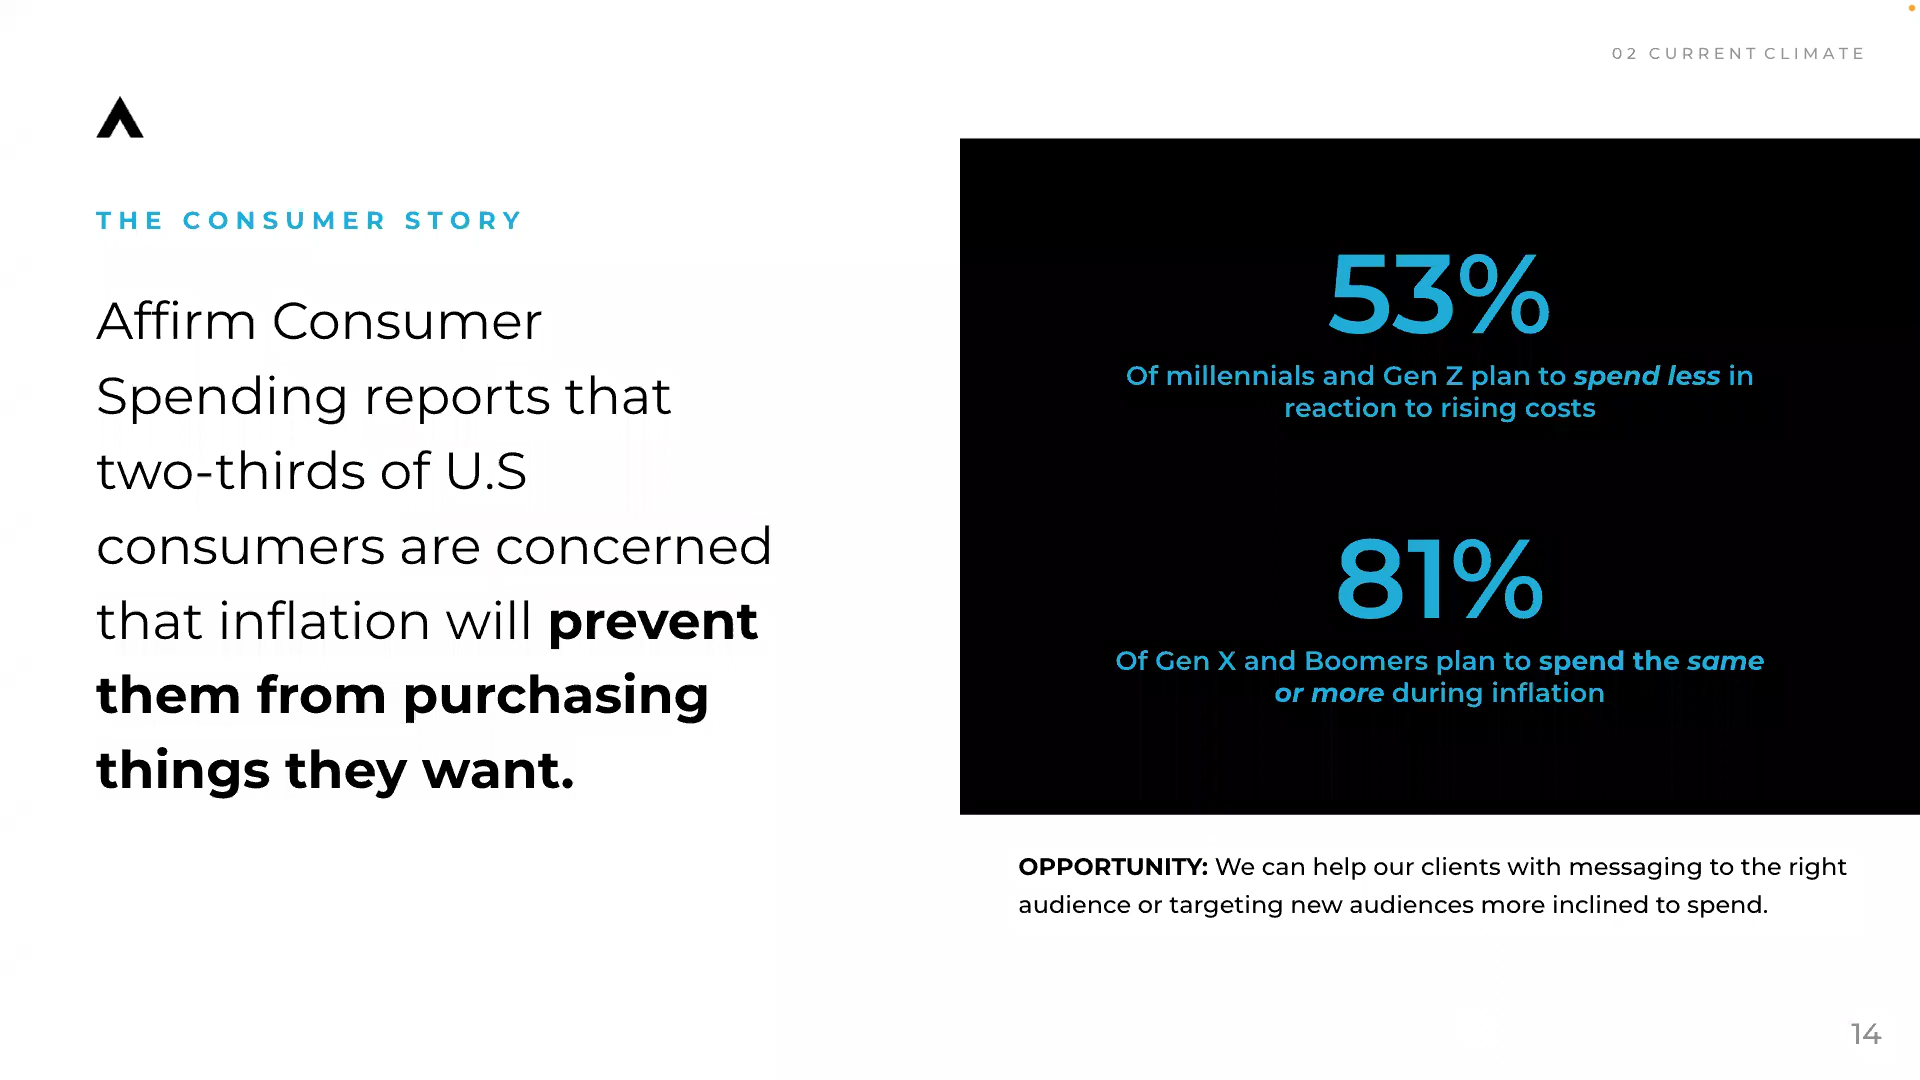 02 CURRENT CLIMATE
THE CONSUMER STORY
Affirm Consumer
Spending reports that
two-thirds of U.S
consumers are concerned
that inflation will prevent
them from purchasing
things they want.
53%
Of millennials and Gen Z plan to spend less in
reaction to rising costs
81%
Of Gen X and Boomers plan to spend the same
or more during inflation
OPPORTUNITY: We can help our clients with messaging to the right
audience or targeting new audiences more inclined to spend.
14